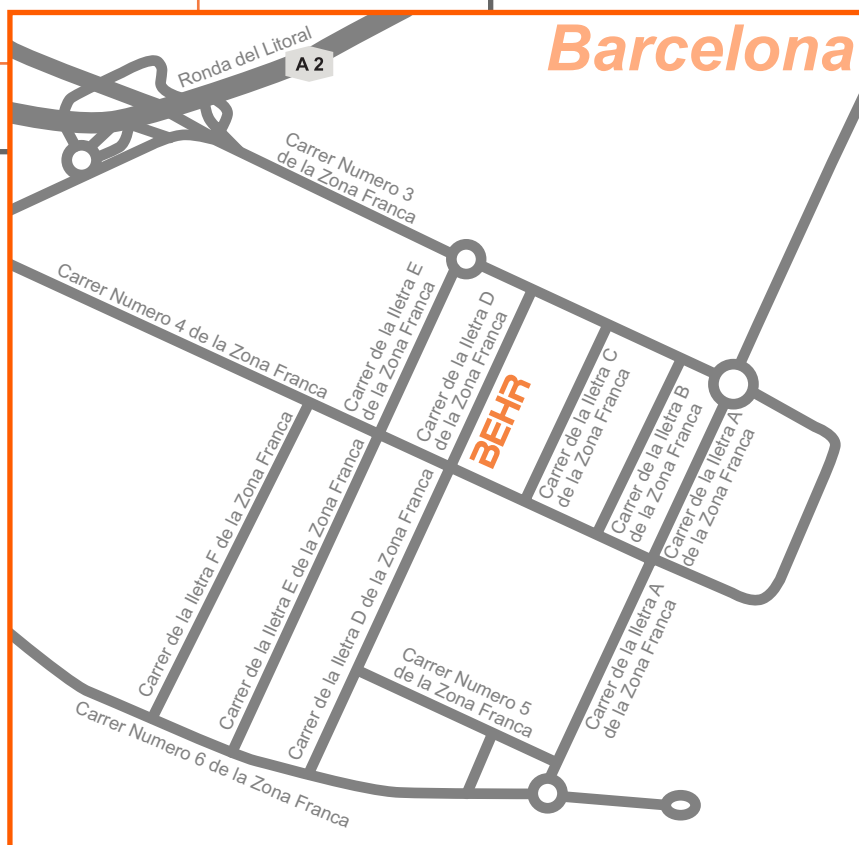 Barcelona
Ronda del Litoral
A 2
Carrer Numero 3
de la Zona Franca
Carrer Numero 4 de la Zona Franca
Carrer de la lletra E
de la Zona Franca
Carrer de la lletra D
de la Zona Franca
BEHR
Carrer de la lletra C
de la Zona Franca
Carrer de la lletra B
de la Zona Franca
Carrer de la lletra A
de la Zona Franca
Carrer de la lletra F de la Zona Franca
Carrer de la lletra E de la Zona Franca
Carrer de la lletra D de la Zona Franca
Carrer de la lletra A
de la Zona Franca
Carrer Numero 5
de la Zona Franca
Carrer Numero 6 de la Zona Franca